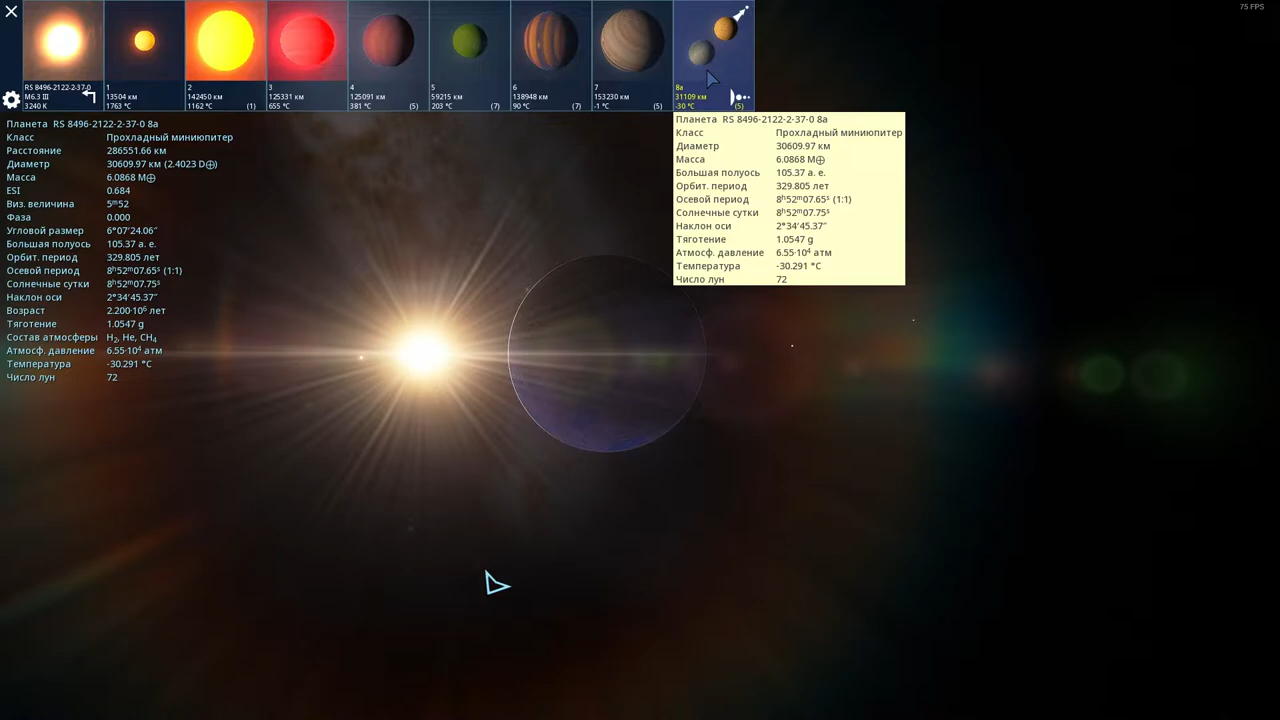 75 FPS
RS 8496-2122-2-37-0
M6.3 III
3240 K
1
13504 км
1763 °C
2
142450 км
1162 °C (1)
3
125331 км
655 °C
4
125091 км
381 °C (5)
5
59215 км
203 °C (7)
6
138948 км
90 °C (7)
7
153230 км
-1 °C (5)
8a
31109 км
-30 °C (5)
Планета RS 8496-2122-2-37-0 8a
Класс Прохладный миниюпитер
Расстояние 286551.66 км
Диаметр 30609.97 км (2.4023 D⊕)
Масса 6.0868 M⊕
ESI 0.684
Виз. величина 5ᵐ52
Фаза 0.000
Угловой размер 6°07′24.06″
Большая полуось 105.37 а. е.
Орбит. период 329.805 лет
Осевой период 8ʰ52ᵐ07.65ˢ (1:1)
Солнечные сутки 8ʰ52ᵐ07.75ˢ
Наклон оси 2°34′45.37″
Возраст 2.200·10⁶ лет
Тяготение 1.0547 g
Состав атмосферы H₂, He, CH₄
Атмосф. давление 6.55·10⁴ атм
Температура -30.291 °C
Число лун 72
Планета RS 8496-2122-2-37-0 8a
Класс Прохладный миниюпитер
Диаметр 30609.97 км
Масса 6.0868 M⊕
Большая полуось 105.37 а. е.
Орбит. период 329.805 лет
Осевой период 8ʰ52ᵐ07.65ˢ (1:1)
Солнечные сутки 8ʰ52ᵐ07.75ˢ
Наклон оси 2°34′45.37″
Тяготение 1.0547 g
Атмосф. давление 6.55·10⁴ атм
Температура -30.291 °C
Число лун 72